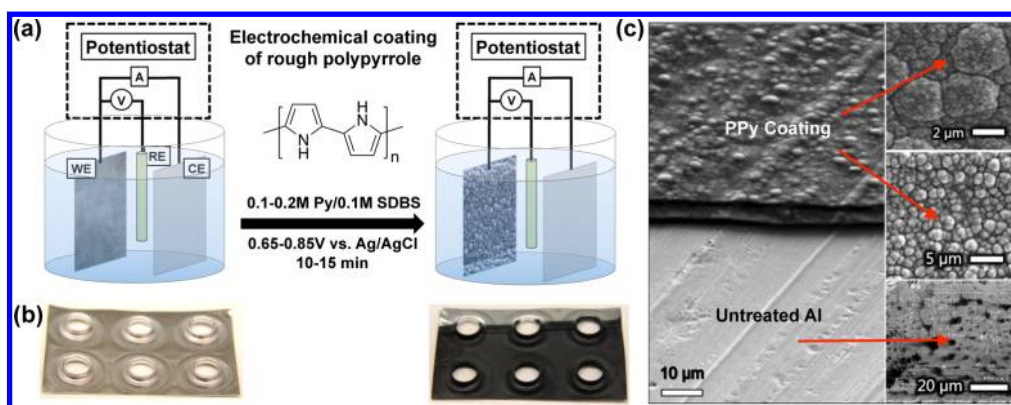 (a)
Potentiostat
A
V
WE
RE
CE
Electrochemical coating
of rough polypyrrole
H
N
N
H
n
0.1-0.2M Py/0.1M SDBS
0.65-0.85V vs. Ag/AgCl
10-15 min
Potentiostat
A
V
(b)
(c)
PPy Coating
Untreated Al
10 µm
2 µm
5 µm
20 µm